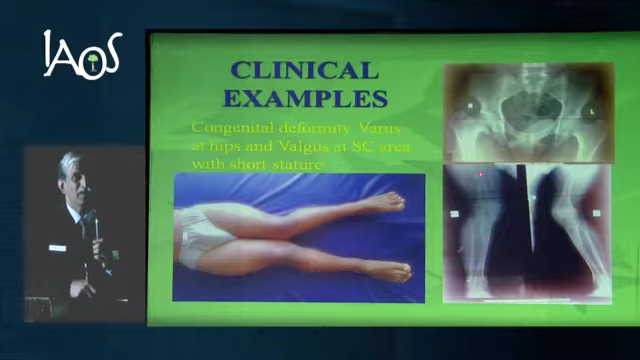 IAOS
CLINICAL
EXAMPLES
Congenital deformity Varus
at hips and Valgus at SC area
with short stature
R
L